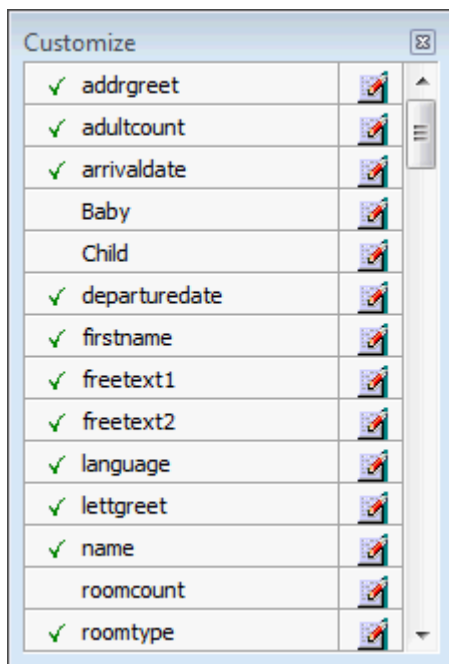 Customize
addrgreet
adultcount
arrivaldate
Baby
Child
departuredate
firstname
freetext1
freetext2
language
lettgreet
name
roomcount
roomtype